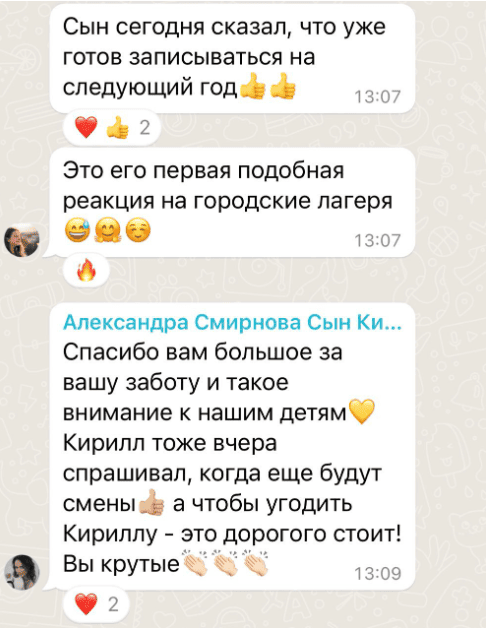 Сын сегодня сказал, что уже
готов записываться на
следующий год👍👍
13:07
❤️👍 2
Это его первая подобная
реакция на городские лагеря
😅🤗☺️
13:07
🔥
Александра Смирнова Сын Ки...
Спасибо вам большое за
вашу заботу и такое
внимание к нашим детям💛
Кирилл тоже вчера
спрашивал, когда еще будут
смены👍🏼 а чтобы угодить
Кириллу - это дорогого стоит!
Вы крутые👏🏻👏🏻👏🏻
13:09
❤️ 2